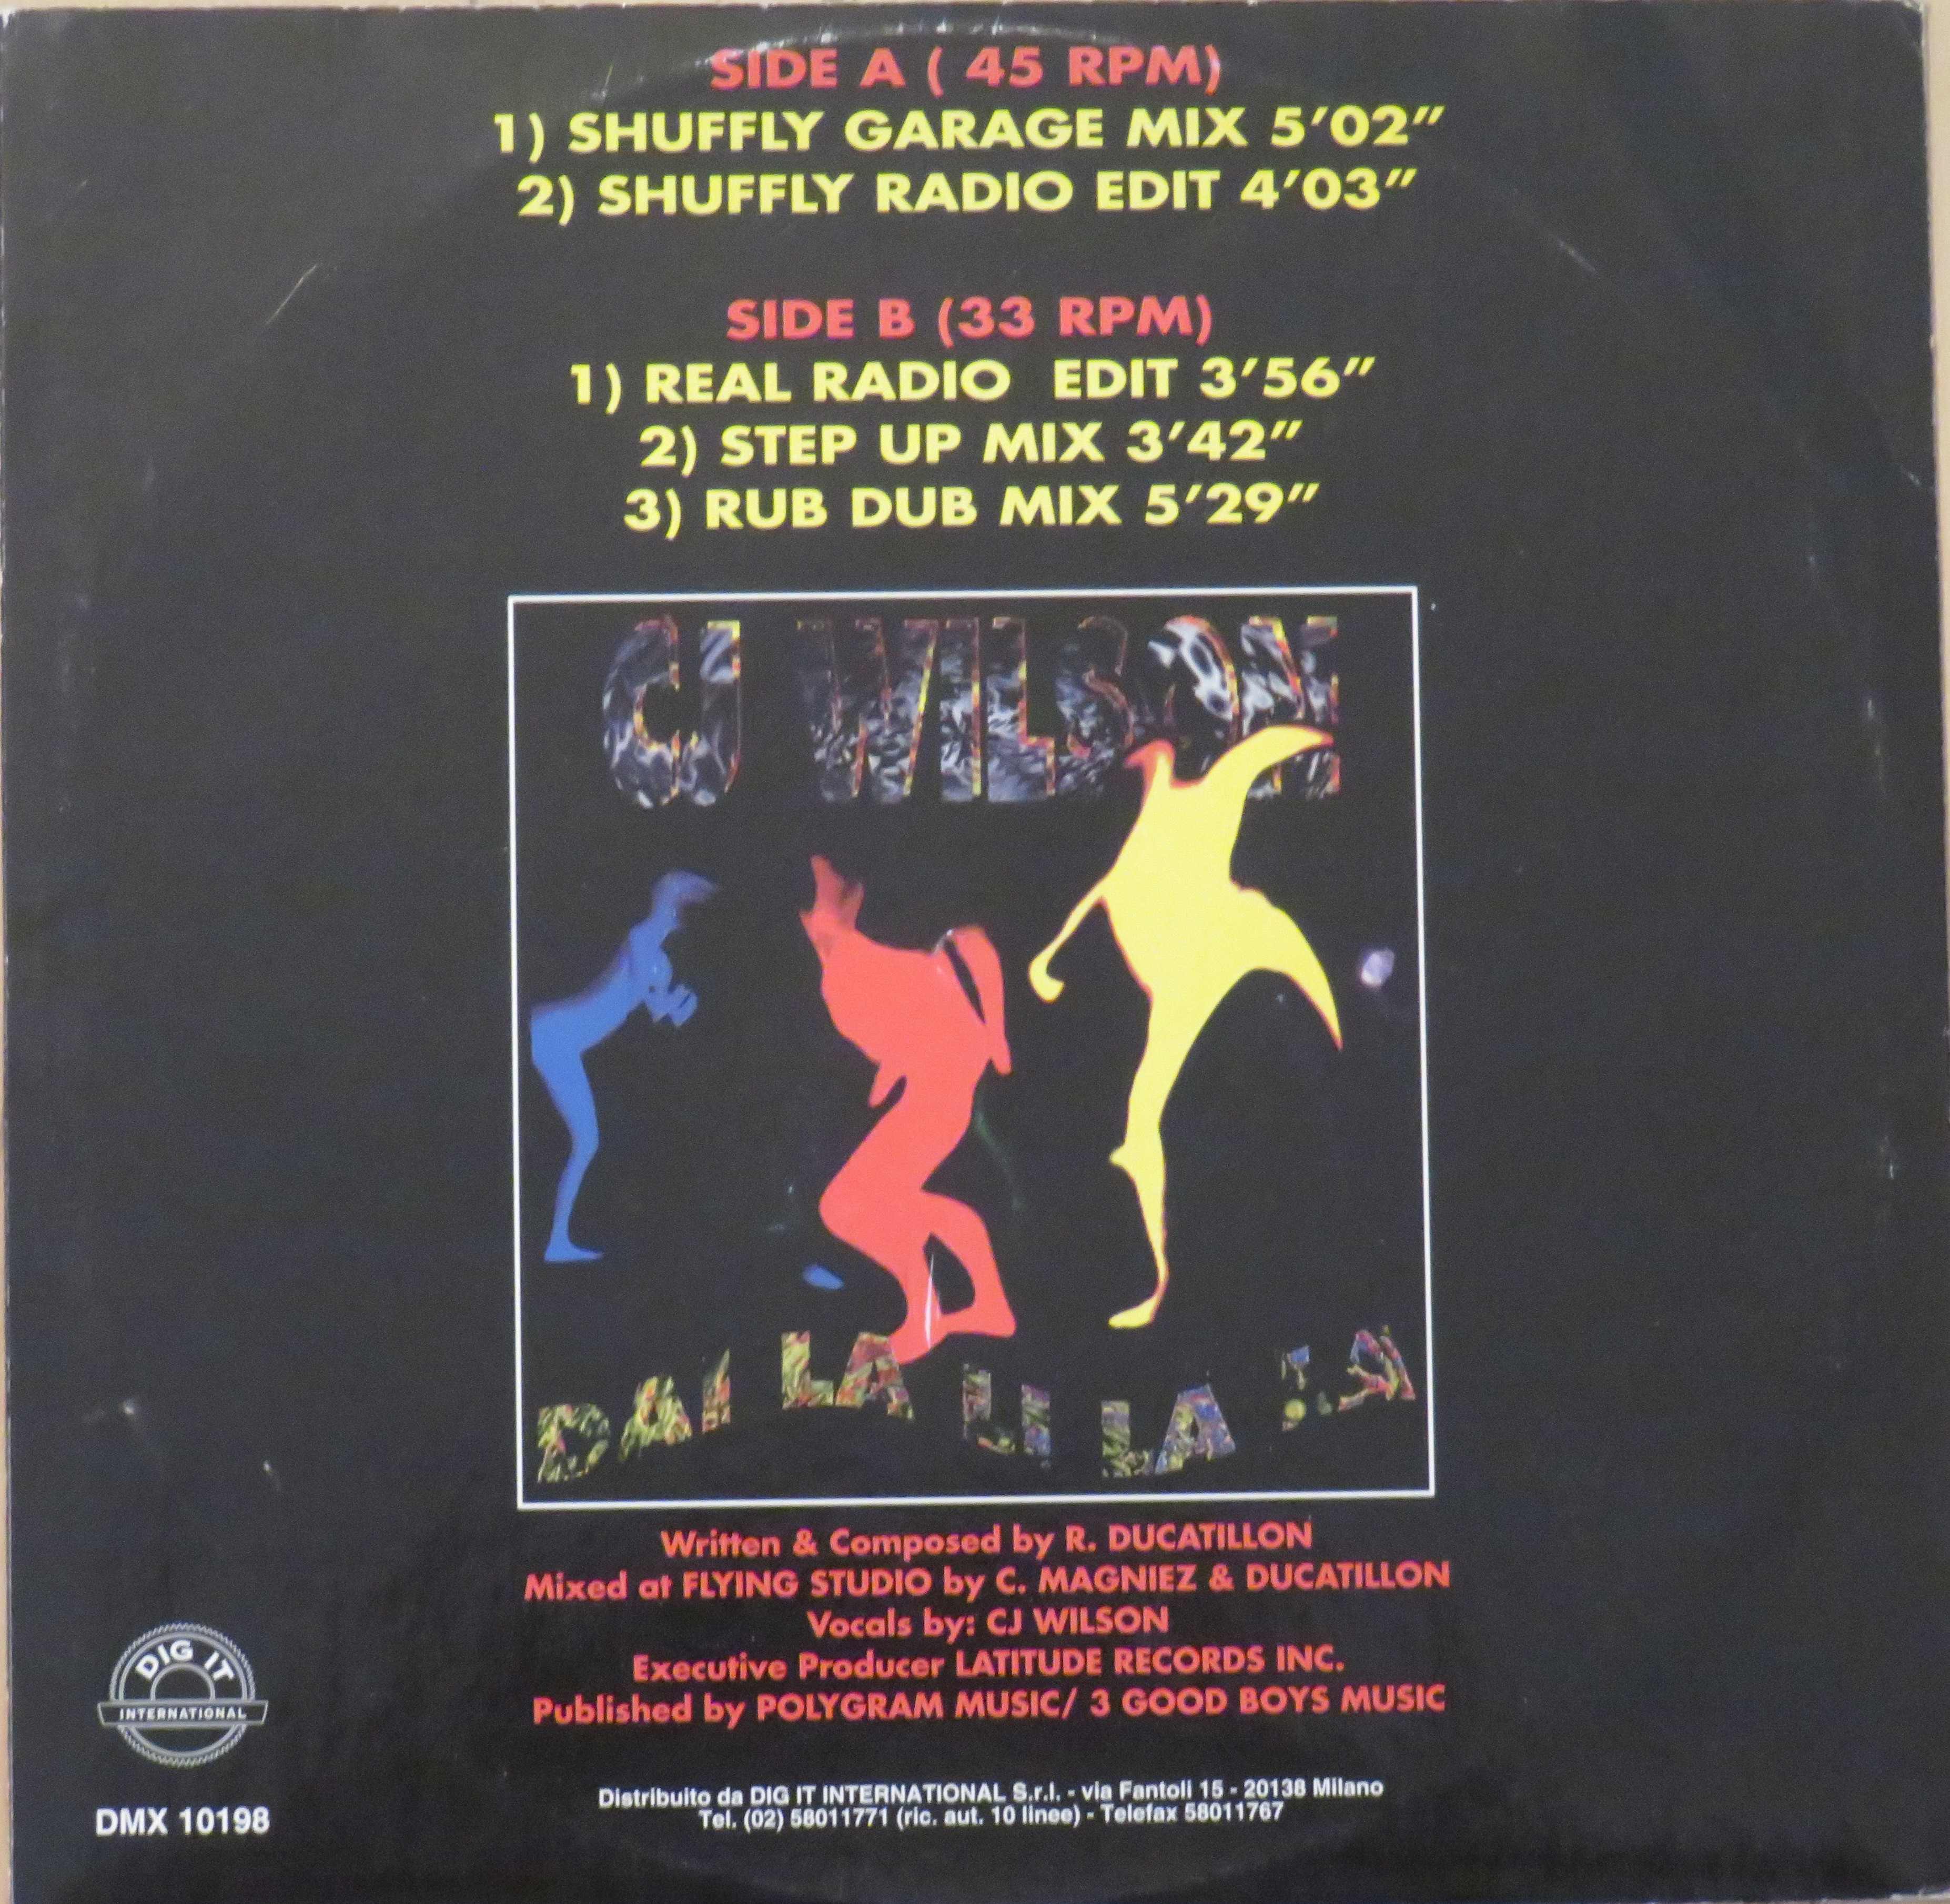 SIDE A ( 45 RPM)
1) SHUFFLY GARAGE MIX 5'02"
2) SHUFFLY RADIO EDIT 4'03"
SIDE B (33 RPM)
1) REAL RADIO  EDIT 3'56"
2) STEP UP MIX 3'42"
3) RUB DUB MIX 5'29"
CJ WILSON
DAI LA LI LA
Written & Composed by R. DUCATILLON
Mixed at FLYING STUDIO by C. MAGNIEZ & DUCATILLON
Vocals by: CJ WILSON
Executive Producer LATITUDE RECORDS INC.
Published by POLYGRAM MUSIC/ 3 GOOD BOYS MUSIC
DIG IT
INTERNATIONAL
DMX 10198
Distribuito da DIG IT INTERNATIONAL S.r.l. - via Fantoli 15 - 20138 Milano
Tel. (02) 58011771 (ric. aut. 10 linee) - Telefax 58011767